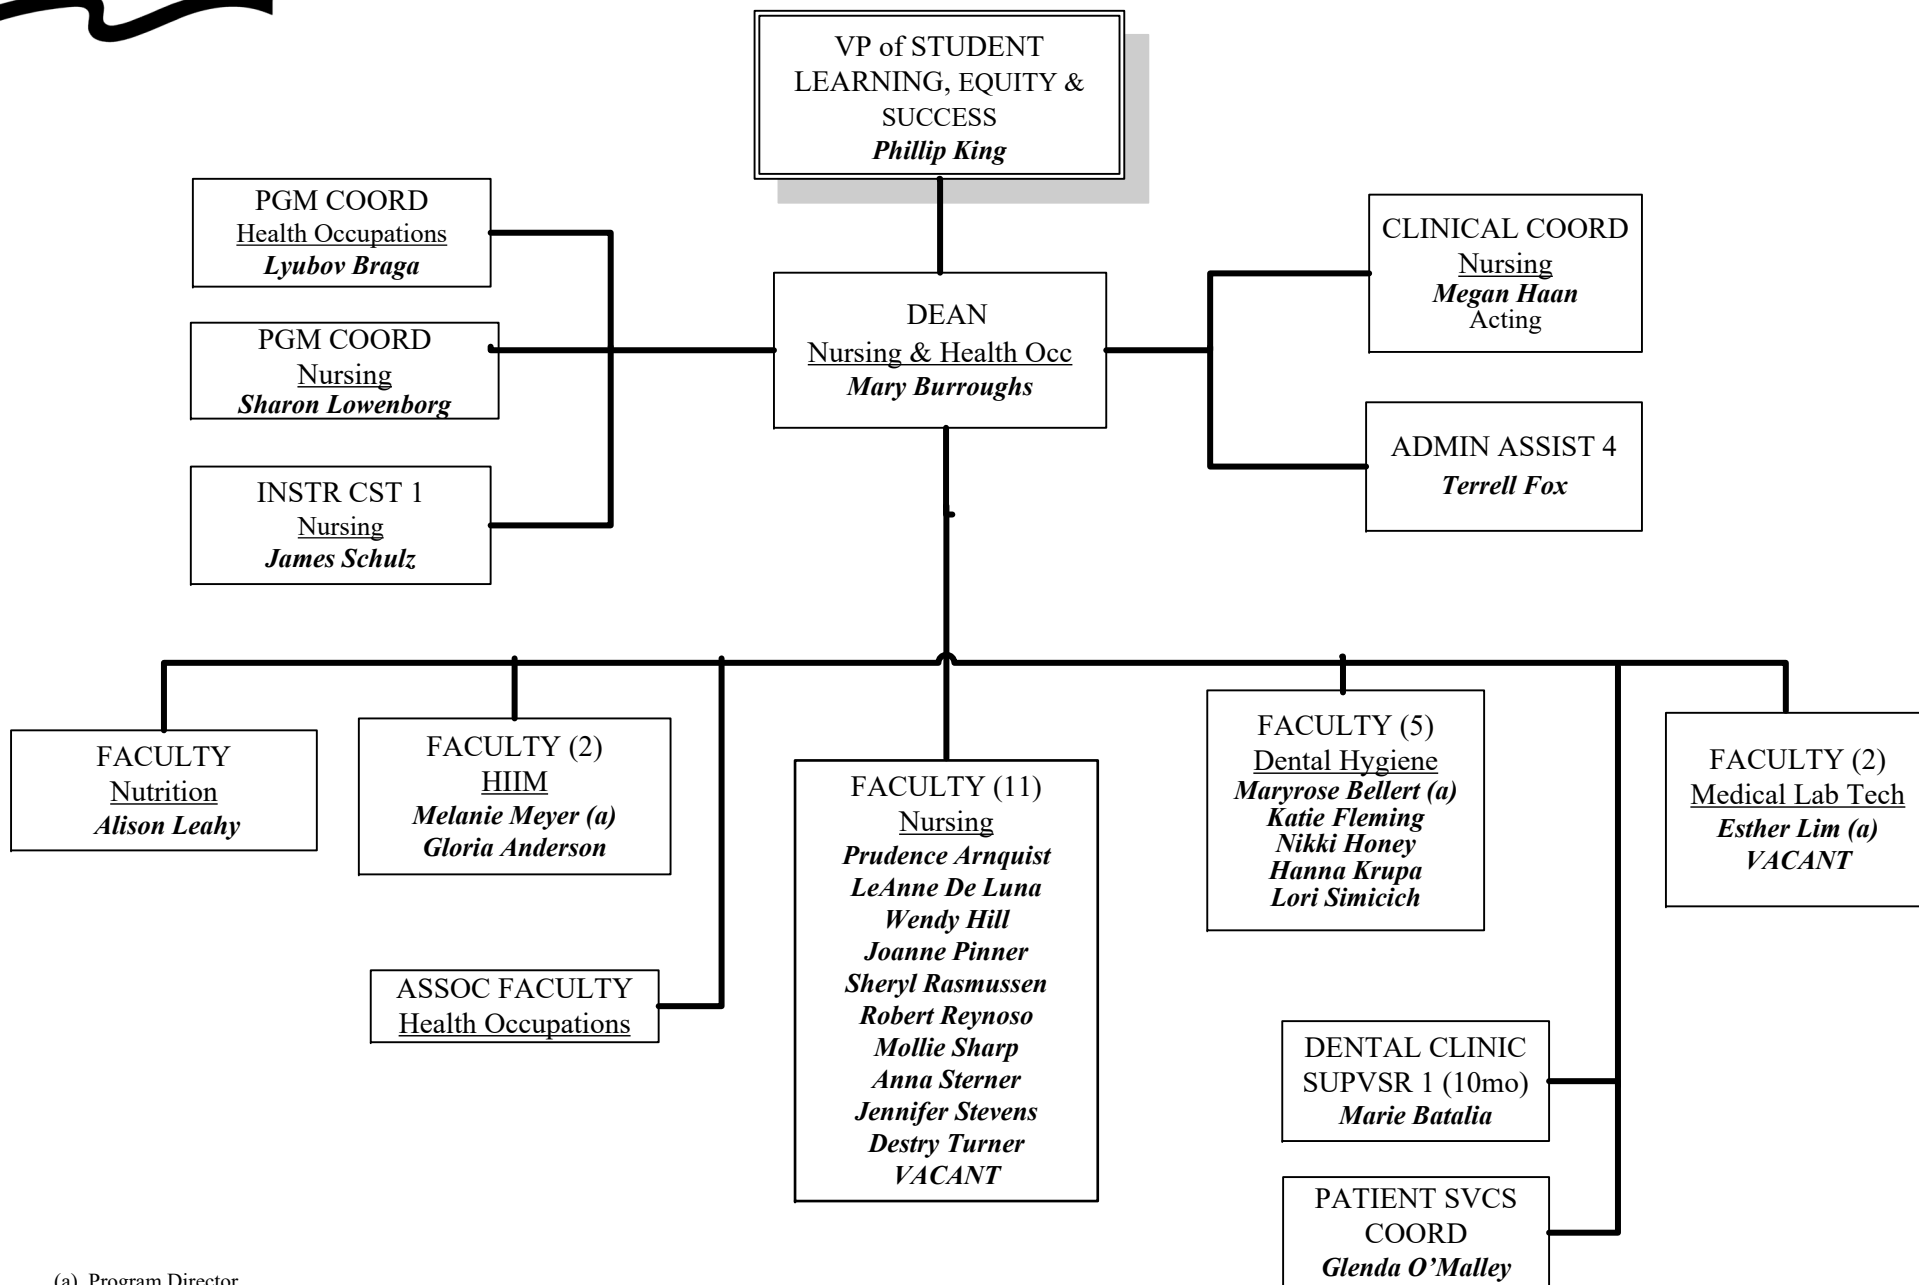 VP of STUDENT
LEARNING, EQUITY &
SUCCESS
Phillip King
PGM COORD
Health Occupations
Lyubov Braga
CLINICAL COORD
Nursing
Megan Haan
Acting
DEAN
Nursing & Health Occ
Mary Burroughs
PGM COORD
Nursing
Sharon Lowenborg
ADMIN ASSIST 4
Terrell Fox
INSTR CST 1
Nursing
James Schulz
FACULTY
Nutrition
Alison Leahy
FACULTY (2)
HIIM
Melanie Meyer (a)
Gloria Anderson
FACULTY (11)
Nursing
Prudence Arnquist
LeAnne De Luna
Wendy Hill
Joanne Pinner
Sheryl Rasmussen
Robert Reynoso
Mollie Sharp
Anna Sterner
Jennifer Stevens
Destry Turner
VACANT
FACULTY (5)
Dental Hygiene
Maryrose Bellert (a)
Katie Fleming
Nikki Honey
Hanna Krupa
Lori Simicich
FACULTY (2)
Medical Lab Tech
Esther Lim (a)
VACANT
ASSOC FACULTY
Health Occupations
DENTAL CLINIC
SUPVSR 1 (10mo)
Marie Batalia
PATIENT SVCS
COORD
Glenda O’Malley
(a) Program Director